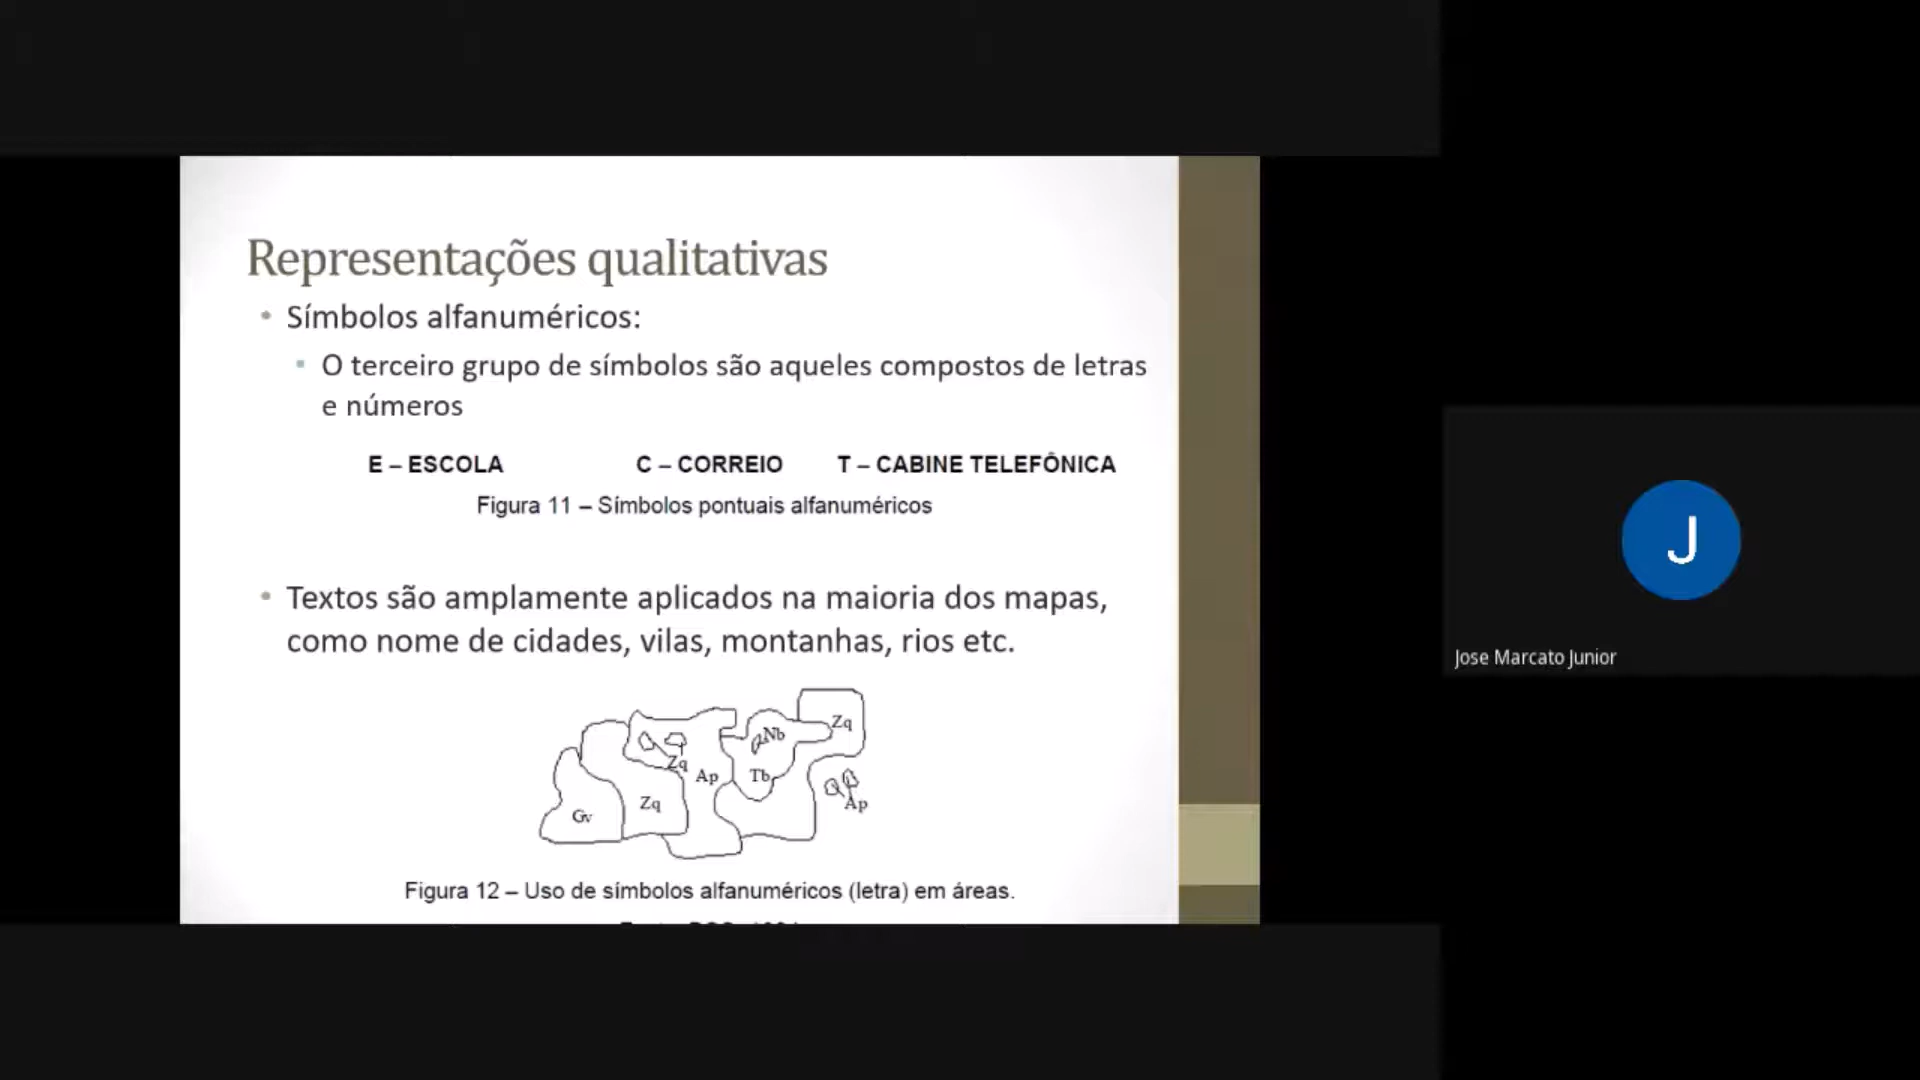 Representações qualitativas
• Símbolos alfanuméricos:
▪ O terceiro grupo de símbolos são aqueles compostos de letras
e números
E – ESCOLA C – CORREIO T – CABINE TELEFÔNICA
Figura 11 – Símbolos pontuais alfanuméricos
• Textos são amplamente aplicados na maioria dos mapas,
como nome de cidades, vilas, montanhas, rios etc.
Zq
Nb
Zq
Ap
Tb
Zq
Ap
Gv
Figura 12 – Uso de símbolos alfanuméricos (letra) em áreas.
J
Jose Marcato Junior